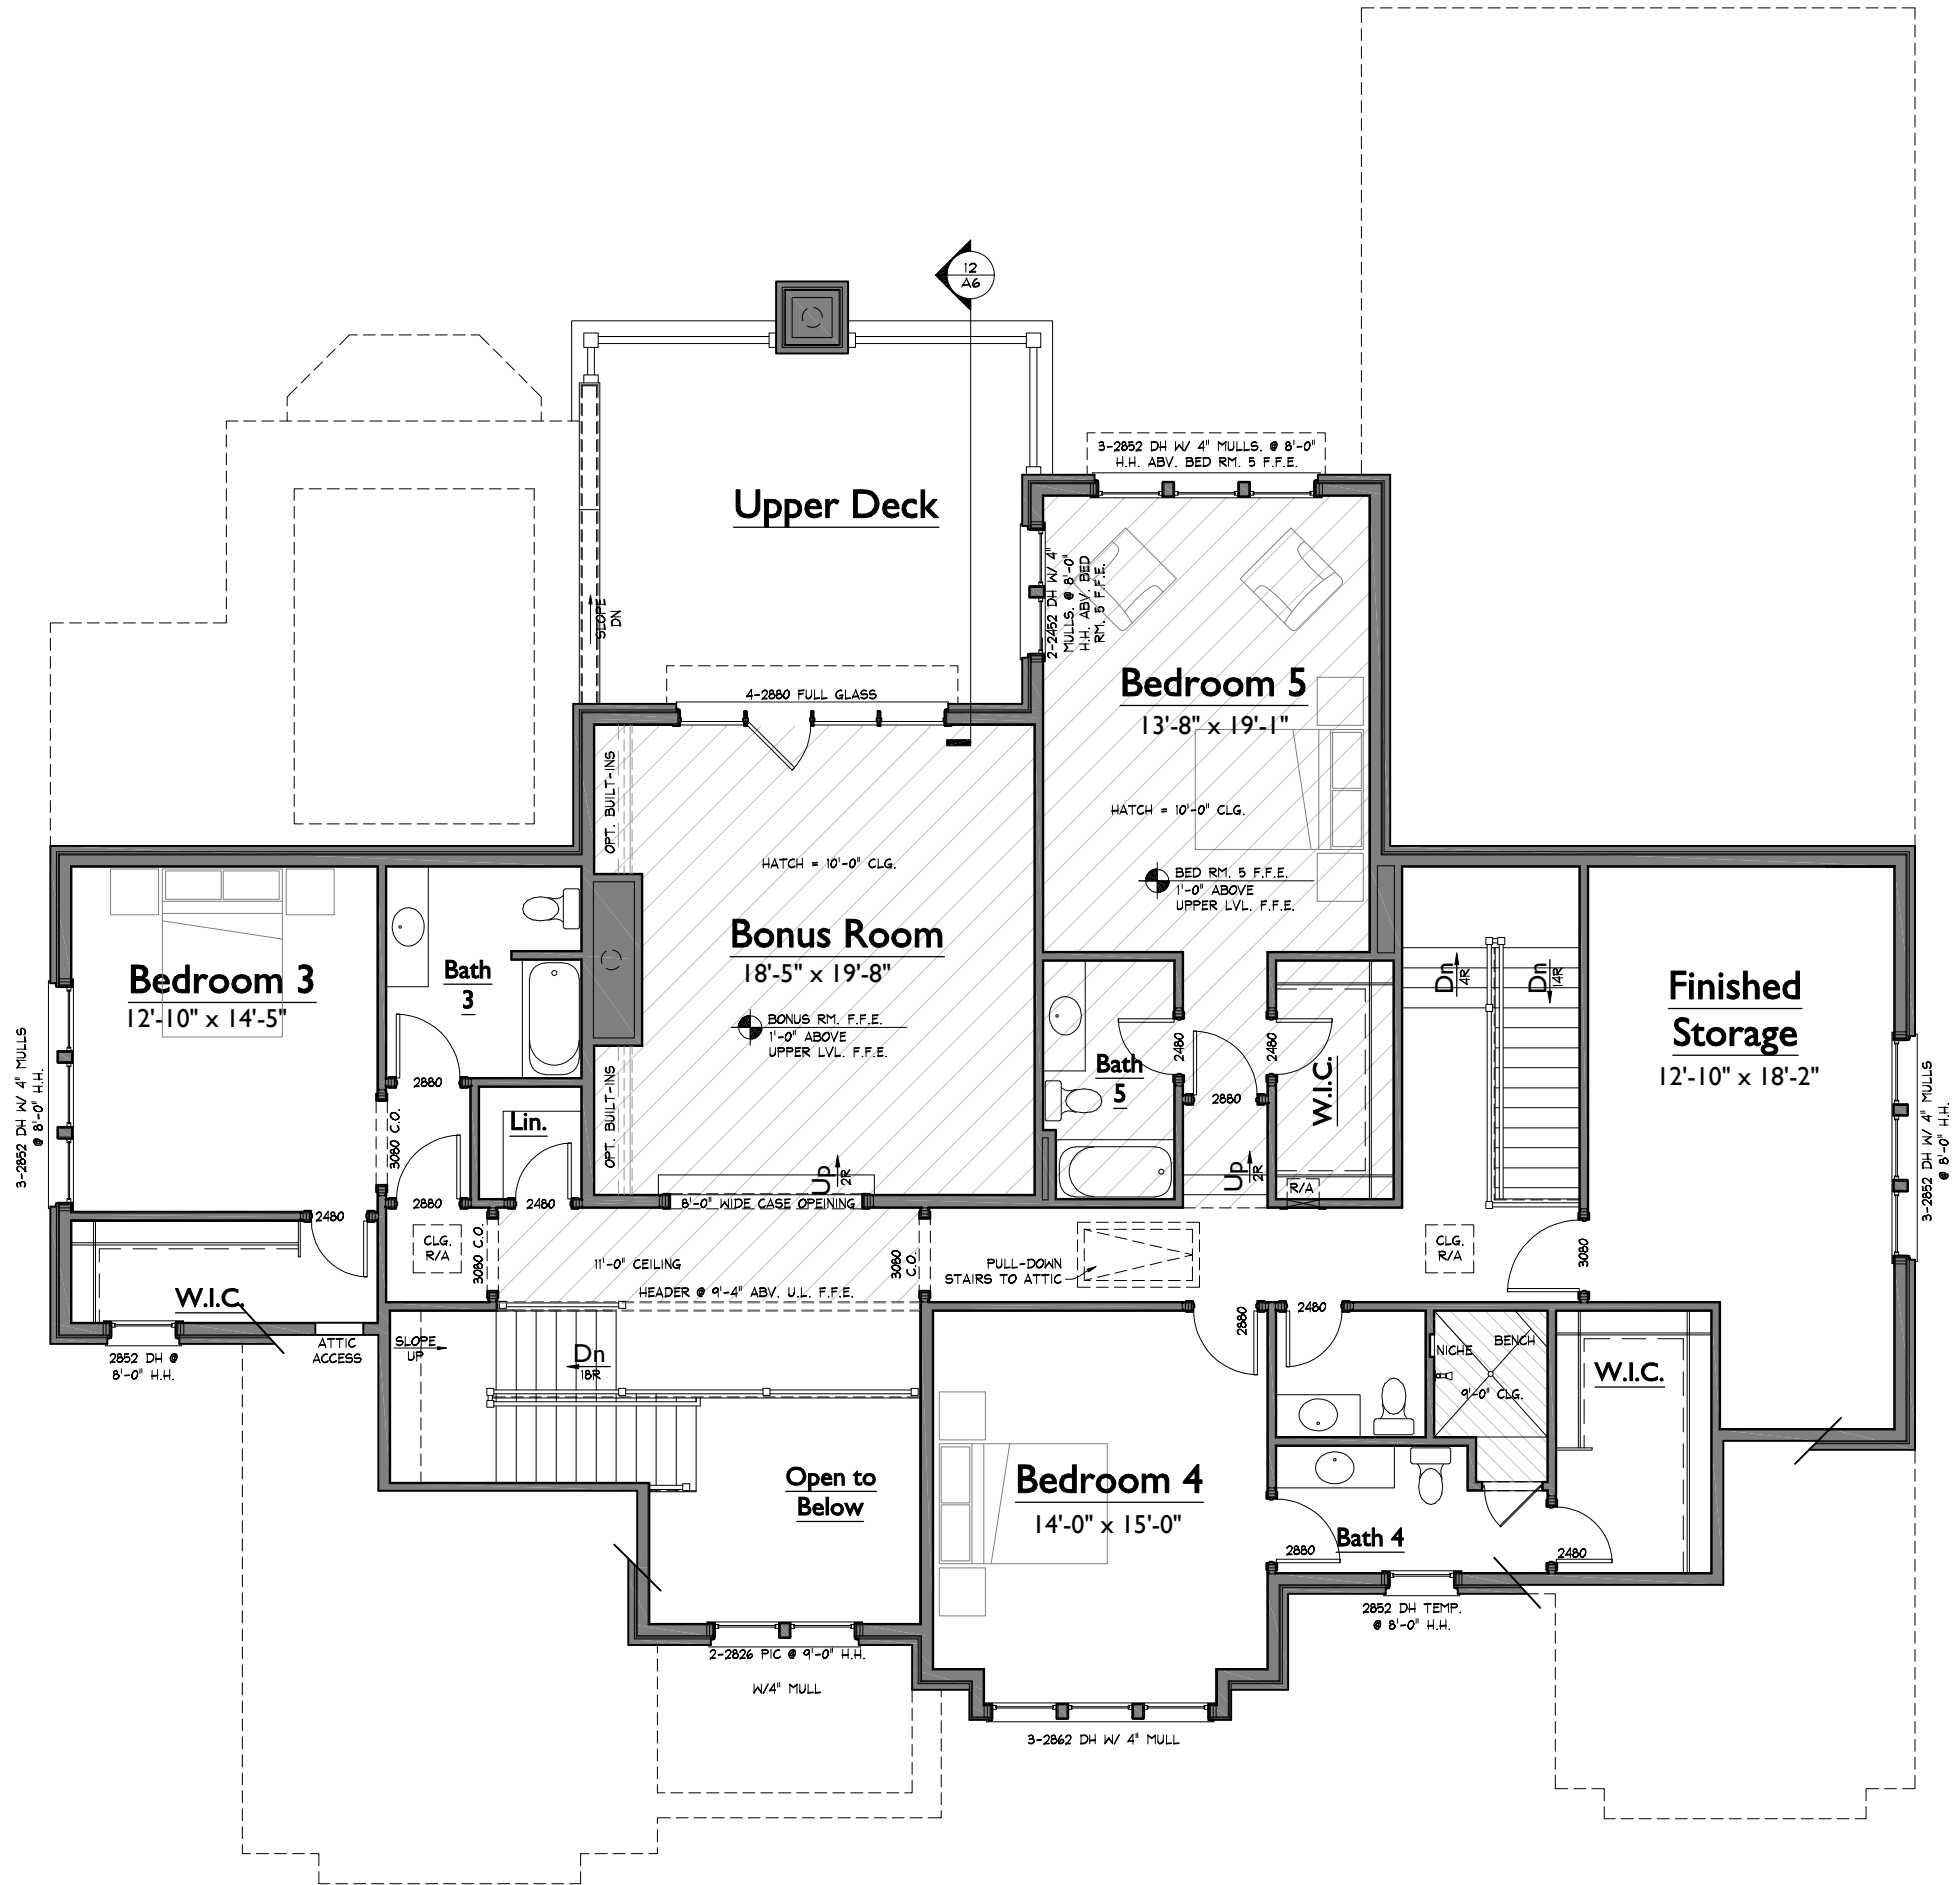 12
A6
3-2852 DH W/ 4" MULLS. @ 8'-0"
H.H. ABV. BED RM. 5 F.F.E.
Upper Deck
2-2452 DH W/ 4"
MULLS. @ 8'-0"
H.H. ABV. BED
RM. 5 F.F.E.
SLOPE
DN
4-2880 FULL GLASS
Bedroom 5
13'-8" x 19'-1"
HATCH = 10'-0" CLG.
BED RM. 5 F.F.E.
1'-0" ABOVE
UPPER LVL. F.F.E.
OPT. BUILT-INS
HATCH = 10'-0" CLG.
Bonus Room
18'-5" x 19'-8"
BONUS RM. F.F.E.
1'-0" ABOVE
UPPER LVL. F.F.E.
OPT. BUILT-INS
Up
2R
8'-0" WIDE CASE OPEINING
Bedroom 3
12'-10" x 14'-5"
3-2852 DH W/ 4" MULLS
@ 8'-0" H.H.
Bath
3
2880
3080 C.O.
Lin.
2880
2480
2480
CLG.
R/A
3080 C.O.
W.I.C.
2852 DH @
8'-0" H.H.
ATTIC
ACCESS
11'-0" CEILING
HEADER @ 9'-4" ABV. U.L. F.F.E.
3080
C.O.
PULL-DOWN
STAIRS TO ATTIC
Bath
5
2480
2880
2480
W.I.C.
Up
2R
R/A
Dn
4R
Dn
14R
Finished
Storage
12'-10" x 18'-2"
3-2852 DH W/ 4" MULLS
@ 8'-0" H.H.
CLG.
R/A
3080
SLOPE
UP
Dn
18R
Open to
Below
2-2826 PIC @ 9'-0" H.H.
W/4" MULL
2880
2480
Bedroom 4
14'-0" x 15'-0"
3-2862 DH W/ 4" MULL
NICHE
BENCH
9'-0" CLG.
W.I.C.
2880
Bath 4
2480
2852 DH TEMP.
@ 8'-0" H.H.